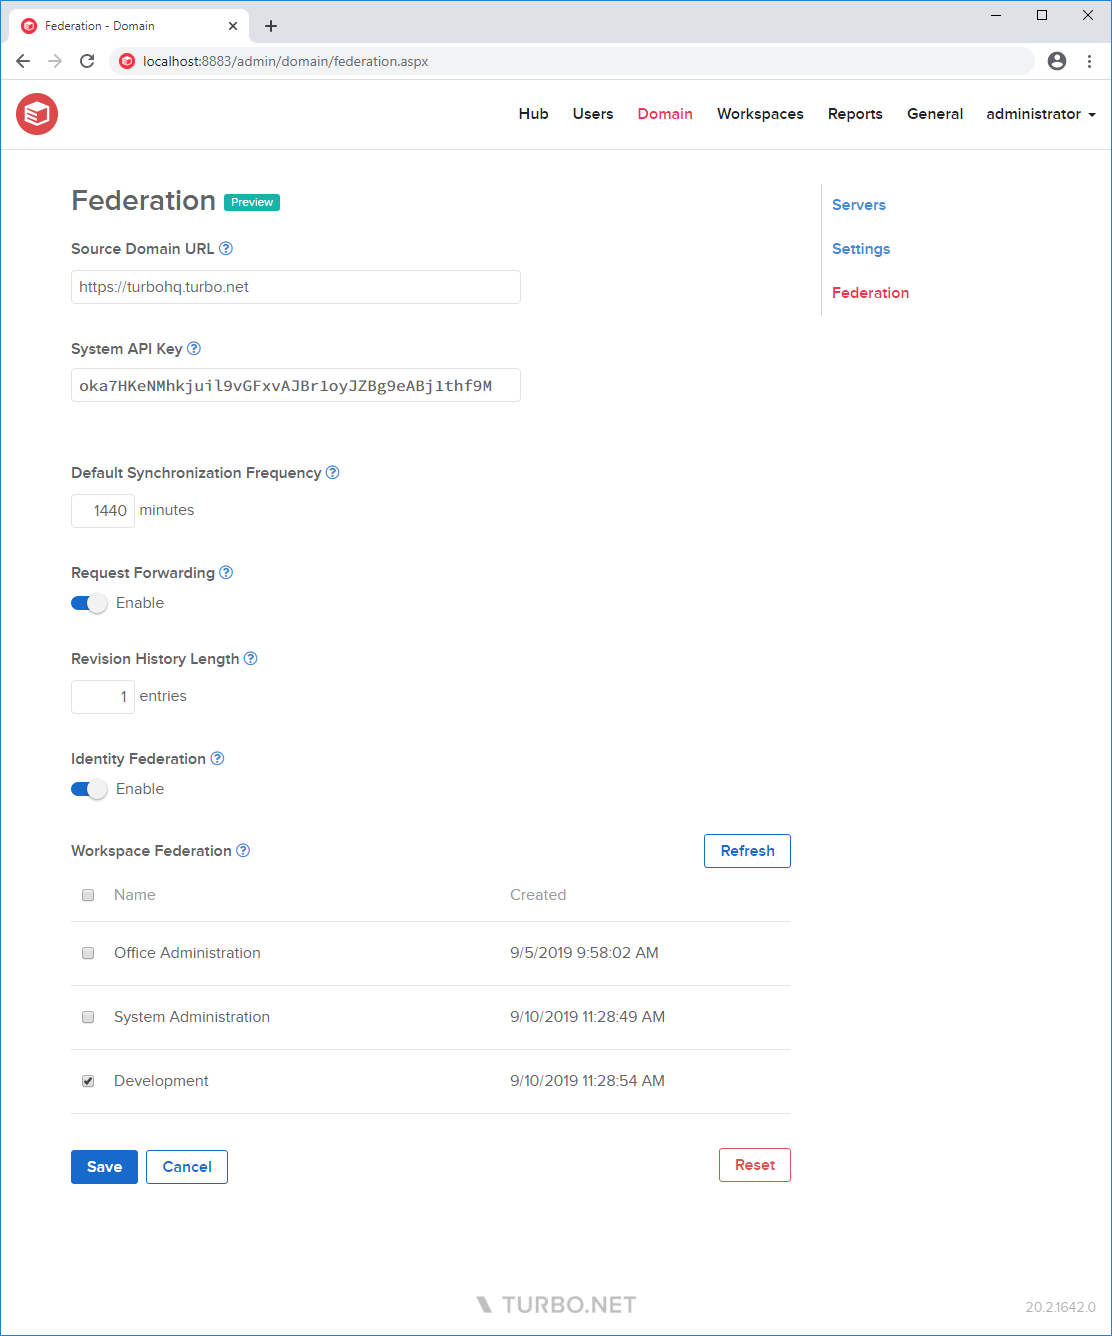 Federation - Domain
localhost:8883/admin/domain/federation.aspx
Hub Users Domain Workspaces Reports General administrator
Federation Preview
Servers
Settings
Federation
Source Domain URL ?
https://turbohq.turbo.net
System API Key ?
oka7HKeNMhkjuil9vGFxvAJBr1oyJZBg9eABj1thf9M
Default Synchronization Frequency ?
1440 minutes
Request Forwarding ?
Enable
Revision History Length ?
1 entries
Identity Federation ?
Enable
Workspace Federation ? Refresh
Name Created
Office Administration 9/5/2019 9:58:02 AM
System Administration 9/10/2019 11:28:49 AM
Development 9/10/2019 11:28:54 AM
Save Cancel Reset
TURBO.NET
20.2.1642.0